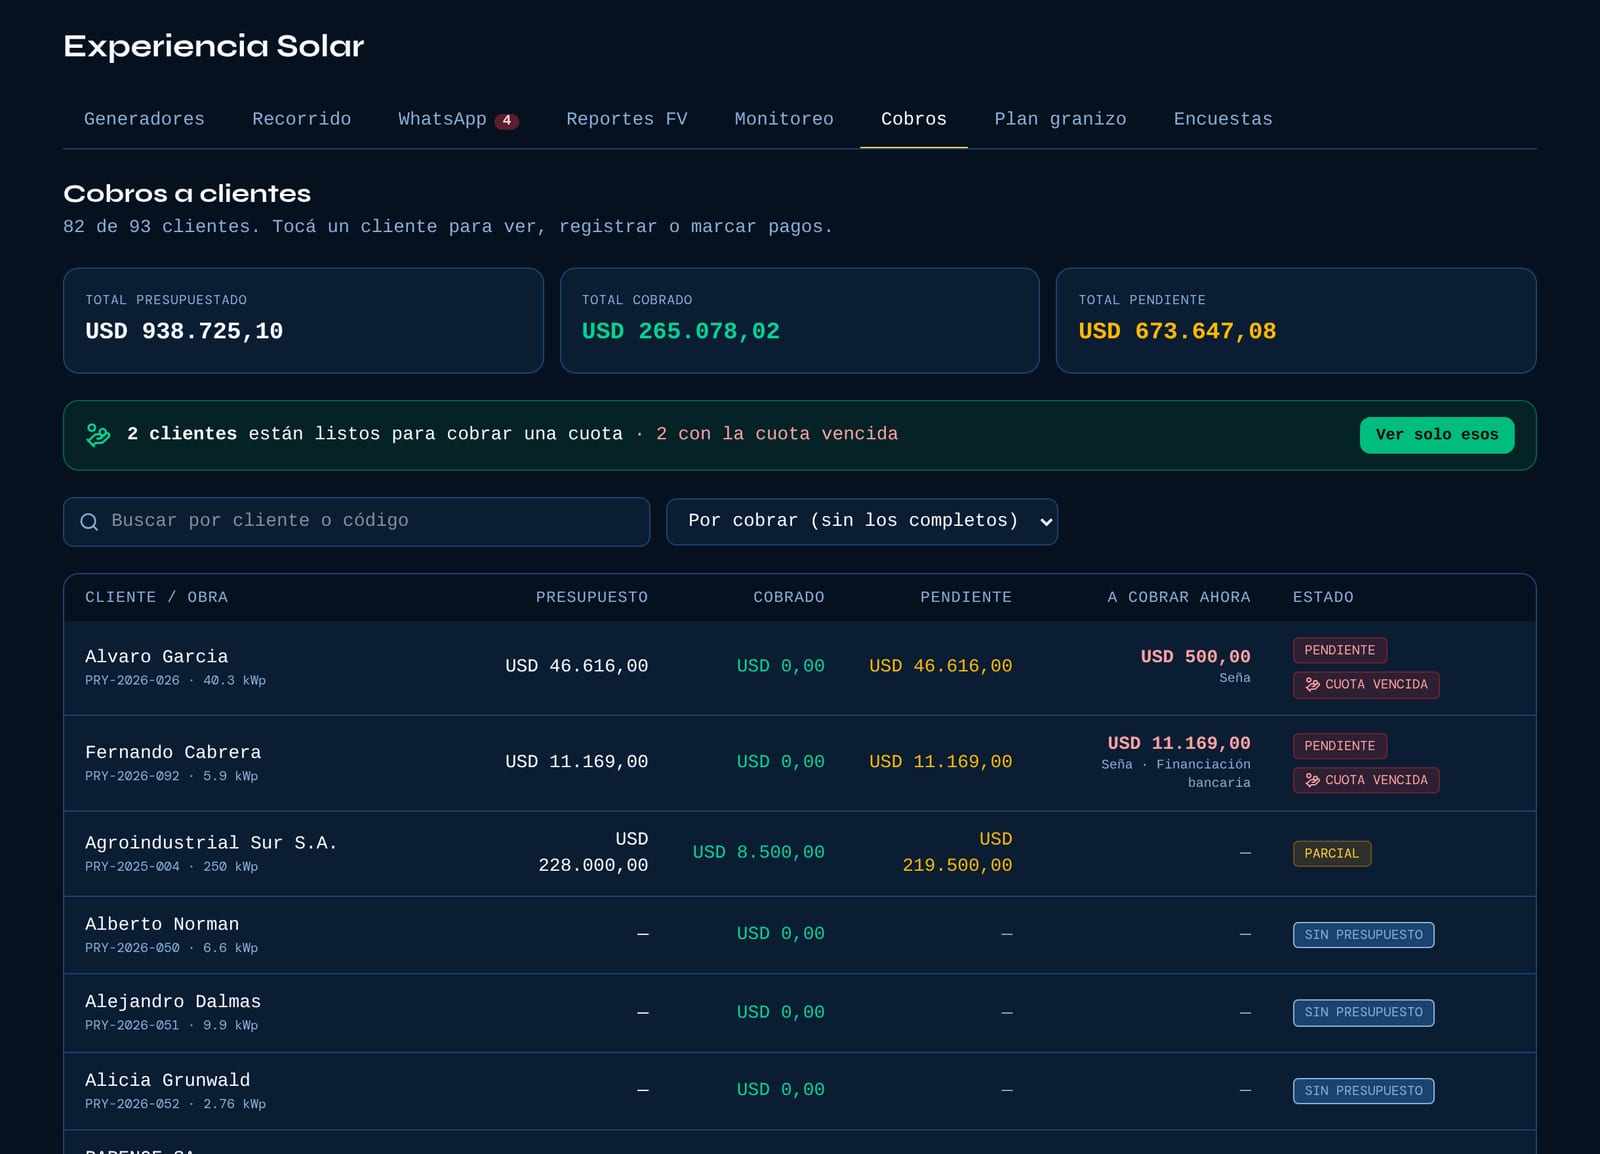 Experiencia Solar
Generadores Recorrido WhatsApp 4 Reportes FV Monitoreo Cobros Plan granizo Encuestas
Cobros a clientes
82 de 93 clientes. Tocá un cliente para ver, registrar o marcar pagos.
TOTAL PRESUPUESTADO
USD 938.725,10
TOTAL COBRADO
USD 265.078,02
TOTAL PENDIENTE
USD 673.647,08
2 clientes están listos para cobrar una cuota · 2 con la cuota vencida
Ver solo esos
Buscar por cliente o código
Por cobrar (sin los completos)
CLIENTE / OBRA PRESUPUESTO COBRADO PENDIENTE A COBRAR AHORA ESTADO
Alvaro Garcia
PRY-2026-026 · 40.3 kWp
USD 46.616,00
USD 0,00
USD 46.616,00
USD 500,00
Seña
PENDIENTE
CUOTA VENCIDA
Fernando Cabrera
PRY-2026-092 · 5.9 kWp
USD 11.169,00
USD 0,00
USD 11.169,00
USD 11.169,00
Seña · Financiación
bancaria
PENDIENTE
CUOTA VENCIDA
Agroindustrial Sur S.A.
PRY-2025-004 · 250 kWp
USD
228.000,00
USD 8.500,00
USD
219.500,00
—
PARCIAL
Alberto Norman
PRY-2026-050 · 6.6 kWp
—
USD 0,00
—
—
SIN PRESUPUESTO
Alejandro Dalmas
PRY-2026-051 · 9.9 kWp
—
USD 0,00
—
—
SIN PRESUPUESTO
Alicia Grunwald
PRY-2026-052 · 2.76 kWp
—
USD 0,00
—
—
SIN PRESUPUESTO